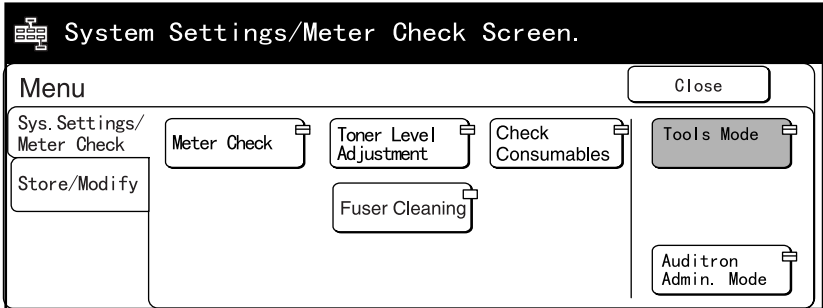 System Settings/Meter Check Screen.
Menu
Close
Sys.Settings/
Meter Check
Store/Modify
Meter Check
Toner Level
Adjustment
Check
Consumables
Tools Mode
Fuser Cleaning
Auditron
Admin. Mode